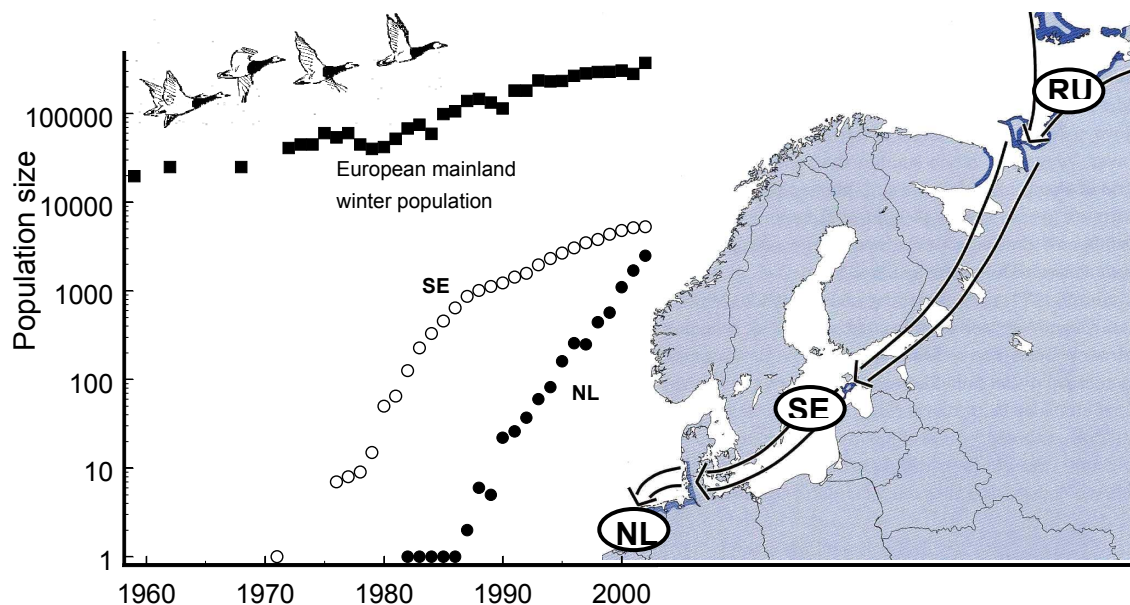 Population size
100000
10000
1000
100
10
1
1960
1970
1980
1990
2000
European mainland
winter population
SE
NL
RU
SE
NL